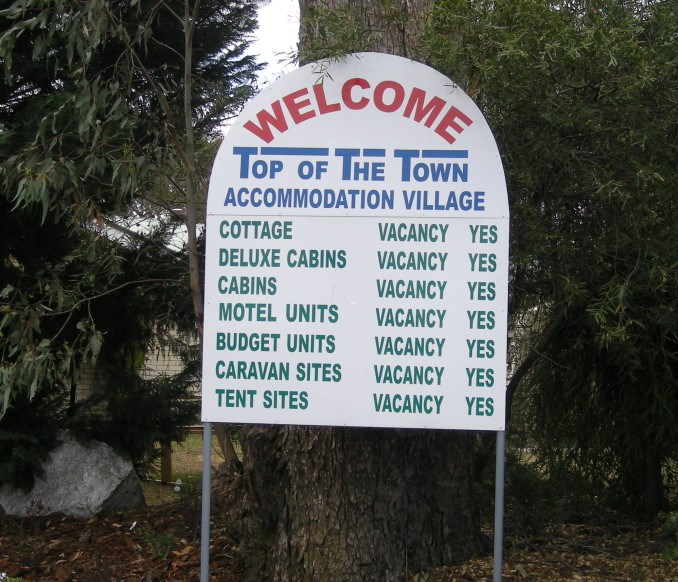 WELCOME
TOP OF THE TOWN
ACCOMMODATION VILLAGE
COTTAGE VACANCY YES
DELUXE CABINS VACANCY YES
CABINS VACANCY YES
MOTEL UNITS VACANCY YES
BUDGET UNITS VACANCY YES
CARAVAN SITES VACANCY YES
TENT SITES VACANCY YES